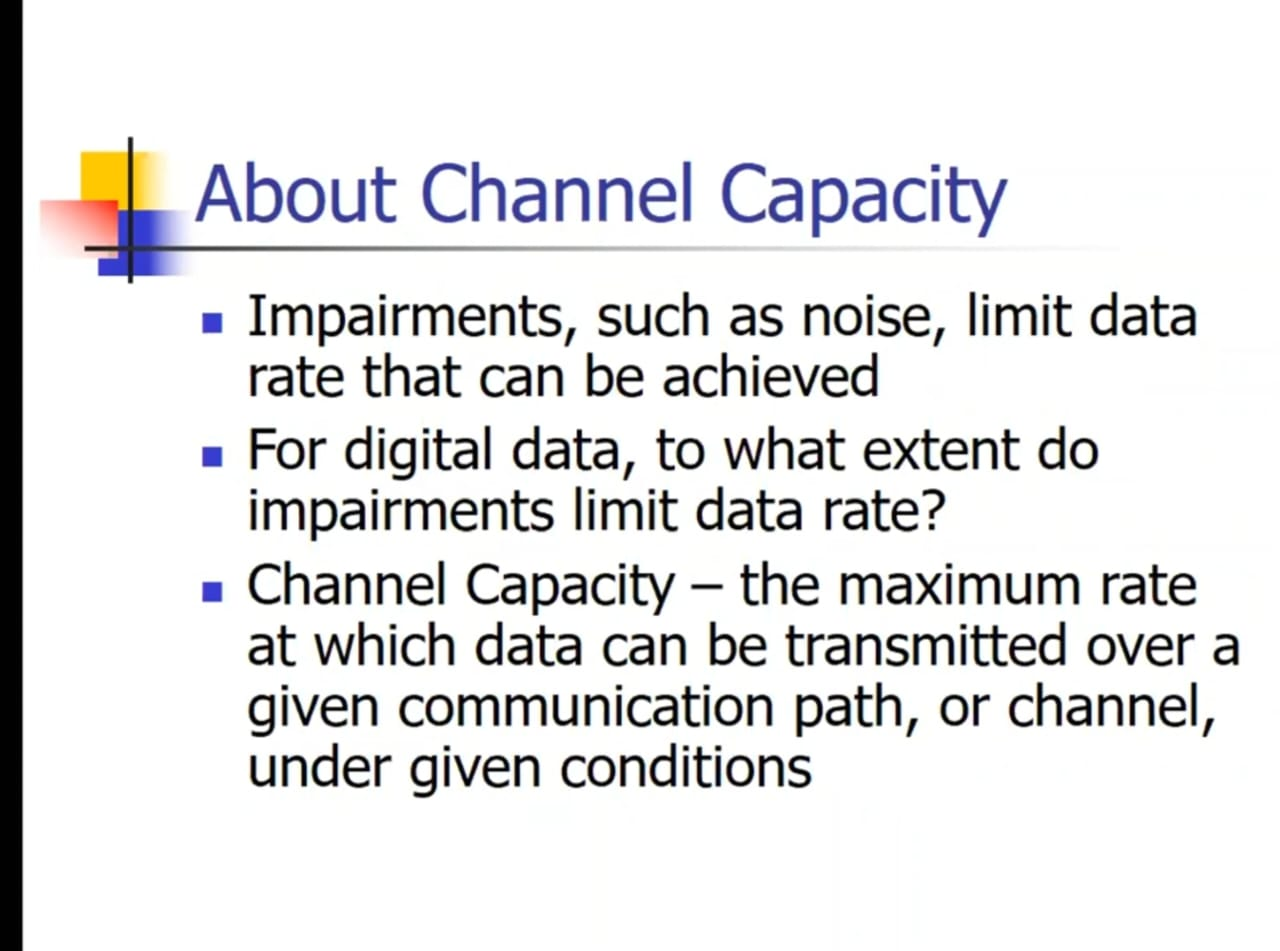 About Channel Capacity
Impairments, such as noise, limit data
rate that can be achieved
For digital data, to what extent do
impairments limit data rate?
Channel Capacity – the maximum rate
at which data can be transmitted over a
given communication path, or channel,
under given conditions